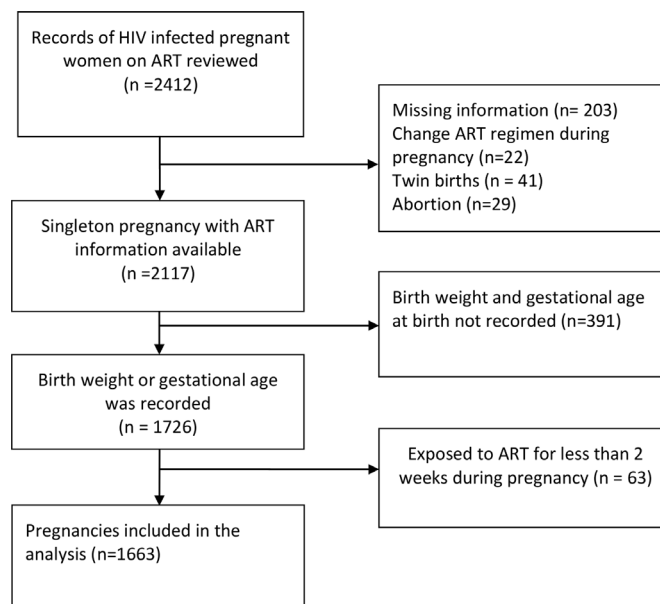 Records of HIV infected pregnant
women on ART reviewed
(n =2412)
Missing information (n= 203)
Change ART regimen during
pregnancy (n=22)
Twin births (n = 41)
Abortion (n=29)
Singleton pregnancy with ART
information available
(n =2117)
Birth weight and gestational age
at birth not recorded (n=391)
Birth weight or gestational age
was recorded
(n = 1726)
Exposed to ART for less than 2
weeks during pregnancy (n = 63)
Pregnancies included in the
analysis (n=1663)